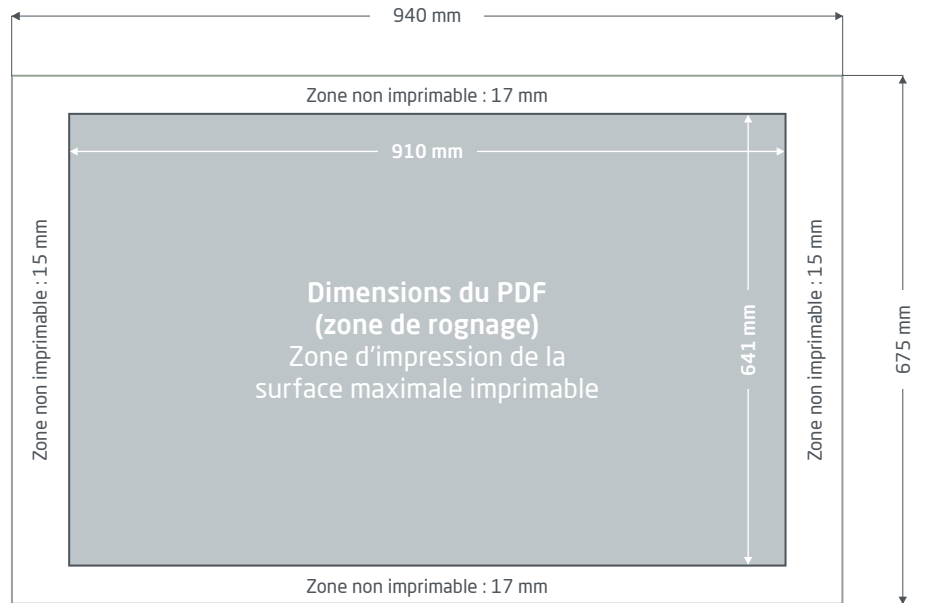 940 mm
Zone non imprimable : 17 mm
910 mm
Zone non imprimable : 15 mm
Dimensions du PDF
(zone de rognage)
Zone d'impression de la
surface maximale imprimable
641 mm
Zone non imprimable : 15 mm
675 mm
Zone non imprimable : 17 mm